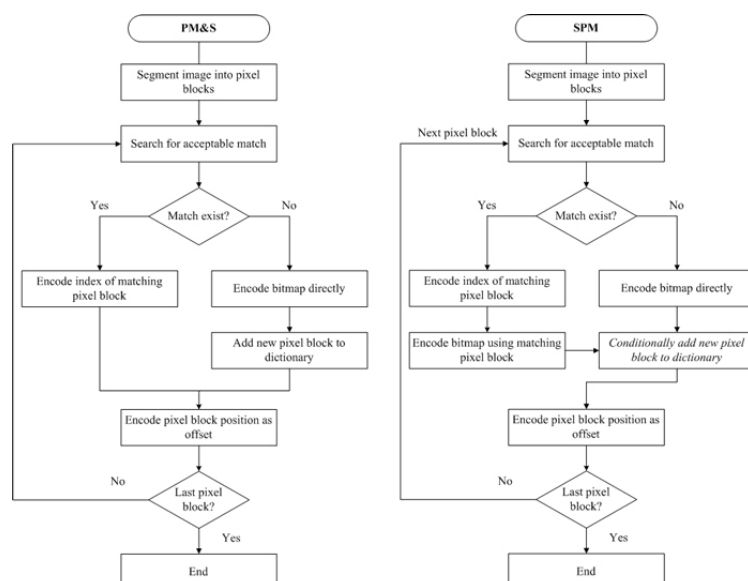 PM&S
Segment image into pixel
blocks
Search for acceptable match
Match exist?
Yes
No
Encode index of matching
pixel block
Encode bitmap directly
Add new pixel block to
dictionary
Encode pixel block position as
offset
Last pixel
block?
No
Yes
End
SPM
Segment image into pixel
blocks
Next pixel block
Search for acceptable match
Match exist?
Yes
No
Encode index of matching
pixel block
Encode bitmap directly
Encode bitmap using matching
pixel block
Conditionally add new pixel
block to dictionary
Encode pixel block position as
offset
Last pixel
block?
No
Yes
End